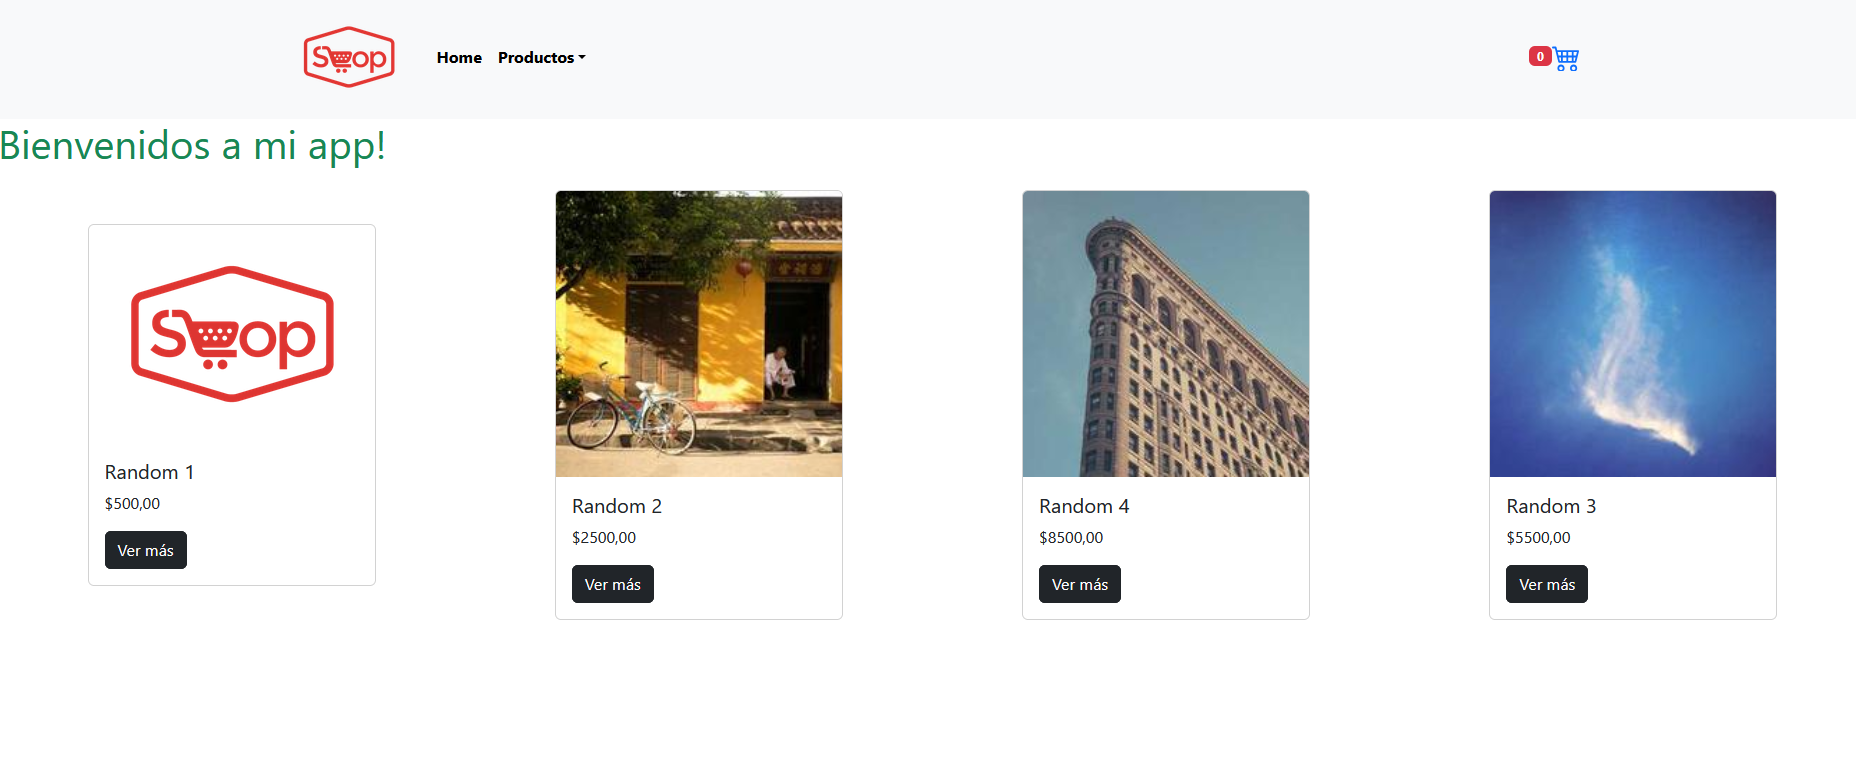 Shop
Home Productos
0
Bienvenidos a mi app!
Shop
Random 1
$500,00
Ver más
Random 2
$2500,00
Ver más
Random 4
$8500,00
Ver más
Random 3
$5500,00
Ver más